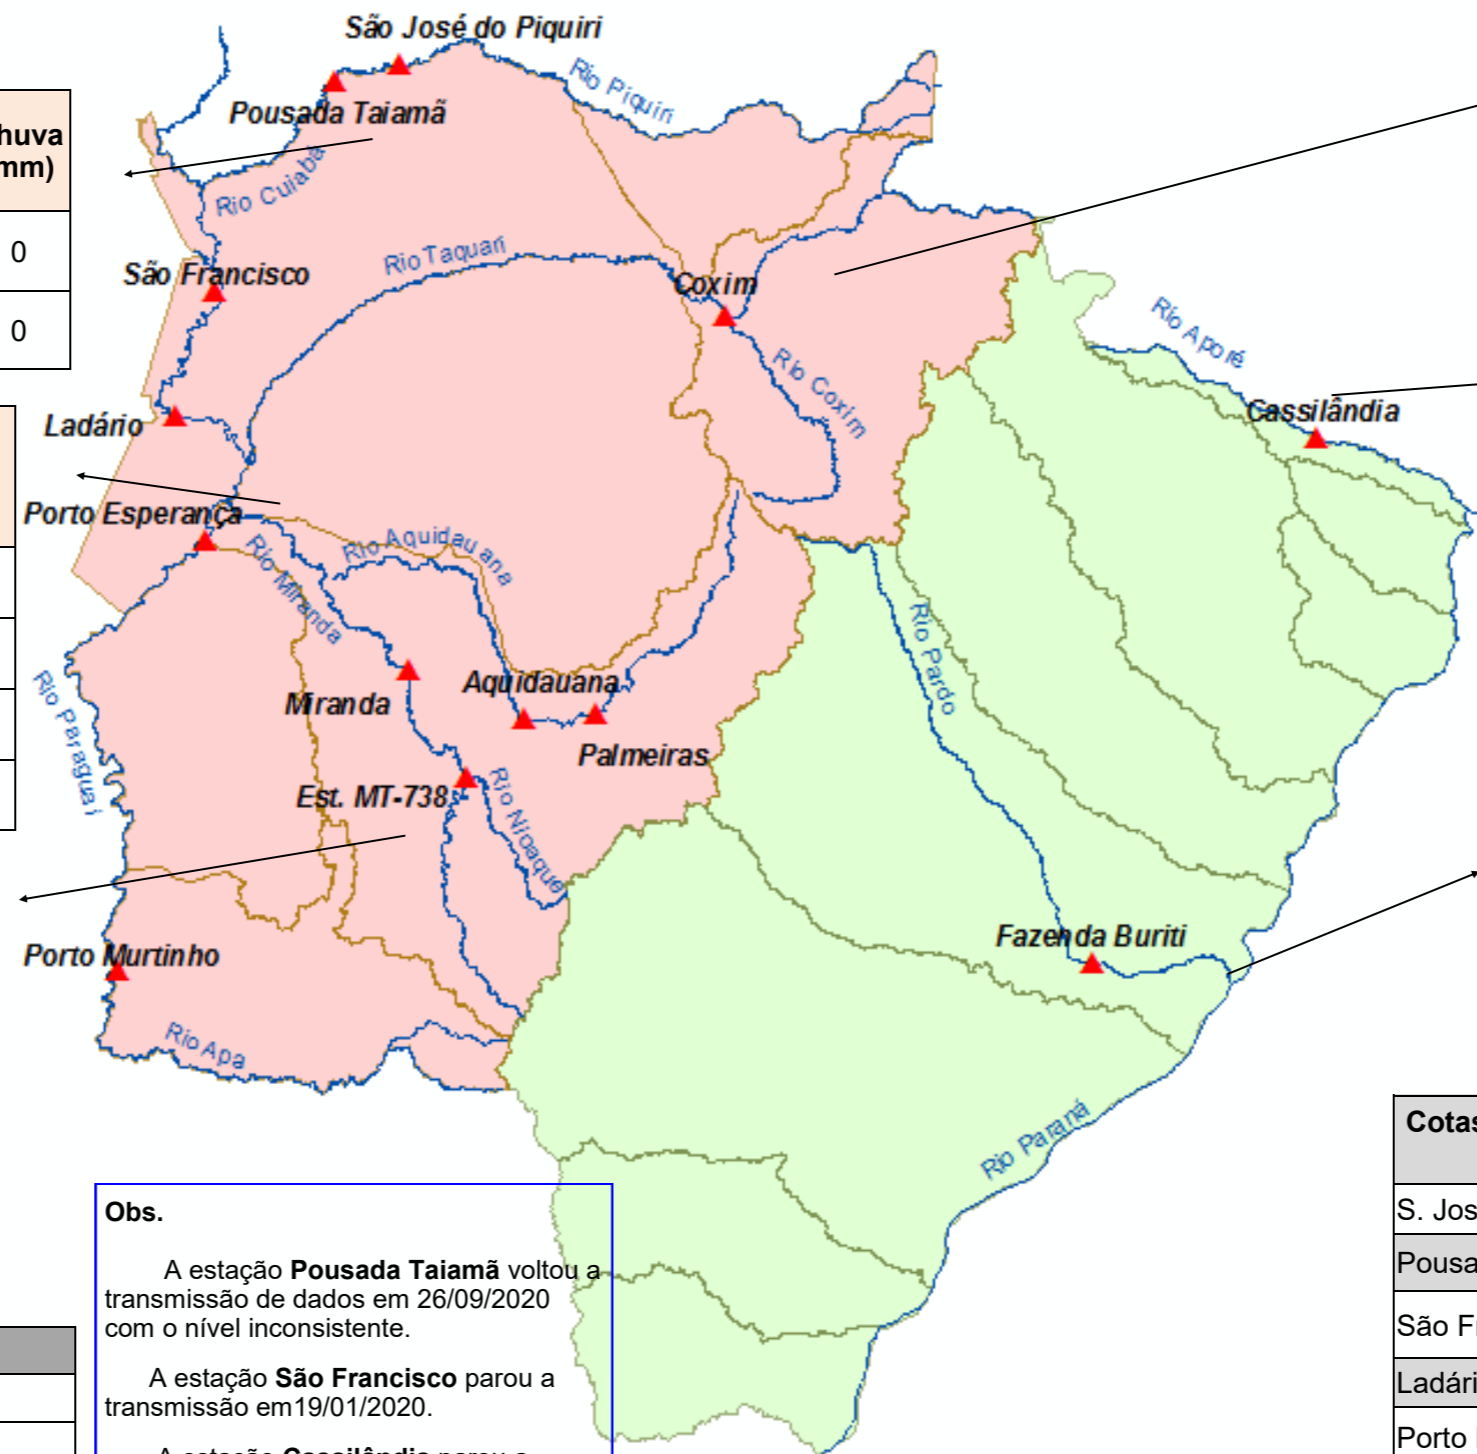 São José do Piquiri
Rio Piquiri
Pousada Taiamã
huva
mm)
Rio Cuiabá
0
São Francisco
Rio Taquari
Coxim
0
Rio Aporé
Rio Coxim
Cassilândia
Ladário
Porto Esperança
Rio Aquidauana
Rio Miranda
Rio Pardo
Rio Paraguai
Miranda
Aquidauana
Palmeiras
Est. MT-738
Rio Nioaque
Fazenda Buriti
Porto Murtinho
Rio Apa
Rio Paraná
Cotas
S. Jos
Pousa
São Fr
Ladári
Porto
Obs.
A estação Pousada Taiamã voltou a
transmissão de dados em 26/09/2020
com o nível inconsistente.
A estação São Francisco parou a
transmissão em19/01/2020.
A estação Cassilândia parou a